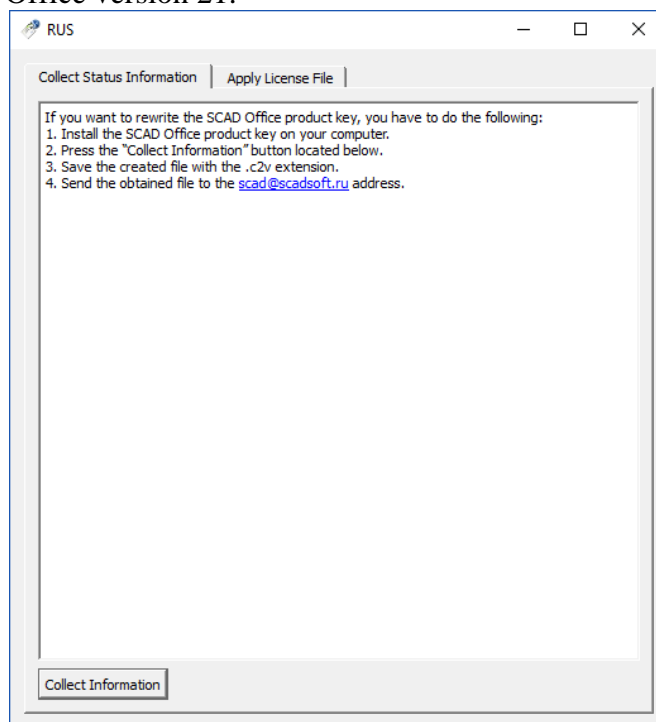 Office version 21.
RUS
Collect Status Information
Apply License File
If you want to rewrite the SCAD Office product key, you have to do the following:
1. Install the SCAD Office product key on your computer.
2. Press the "Collect Information" button located below.
3. Save the created file with the .c2v extension.
4. Send the obtained file to the scad@scadsoft.ru address.
Collect Information